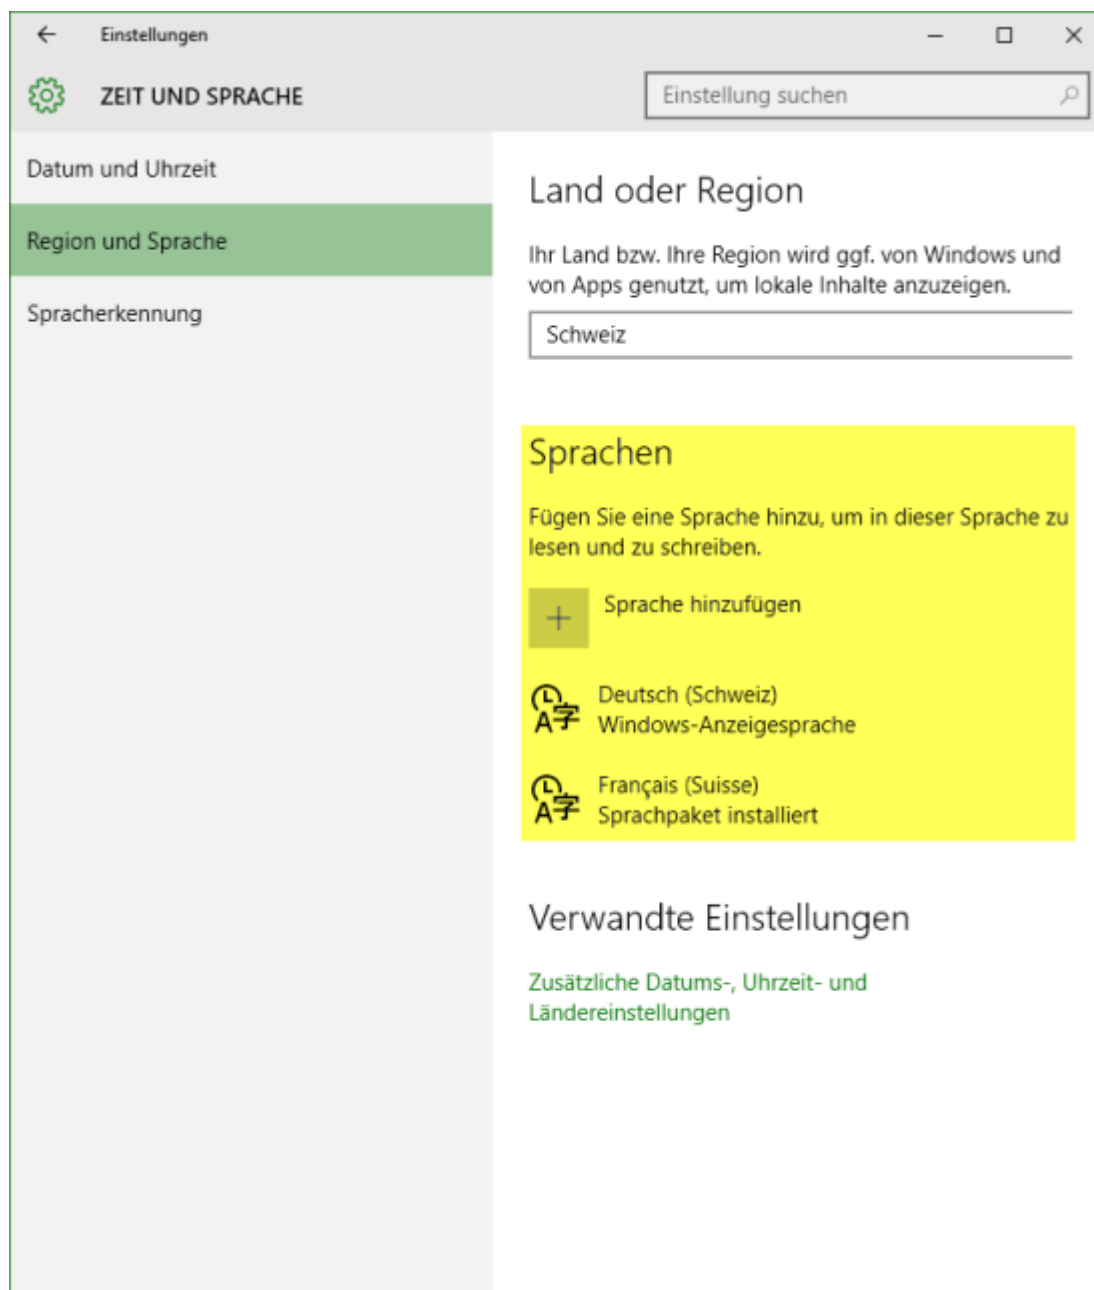 Einstellungen
ZEIT UND SPRACHE
Einstellung suchen
Datum und Uhrzeit
Region und Sprache
Spracherkennung
Land oder Region
Ihr Land bzw. Ihre Region wird ggf. von Windows und
von Apps genutzt, um lokale Inhalte anzuzeigen.
Schweiz
Sprachen
Fügen Sie eine Sprache hinzu, um in dieser Sprache zu
lesen und zu schreiben.
Sprache hinzufügen
Deutsch (Schweiz)
Windows-Anzeigesprache
Français (Suisse)
Sprachpaket installiert
Verwandte Einstellungen
Zusätzliche Datums-, Uhrzeit- und
Ländereinstellungen